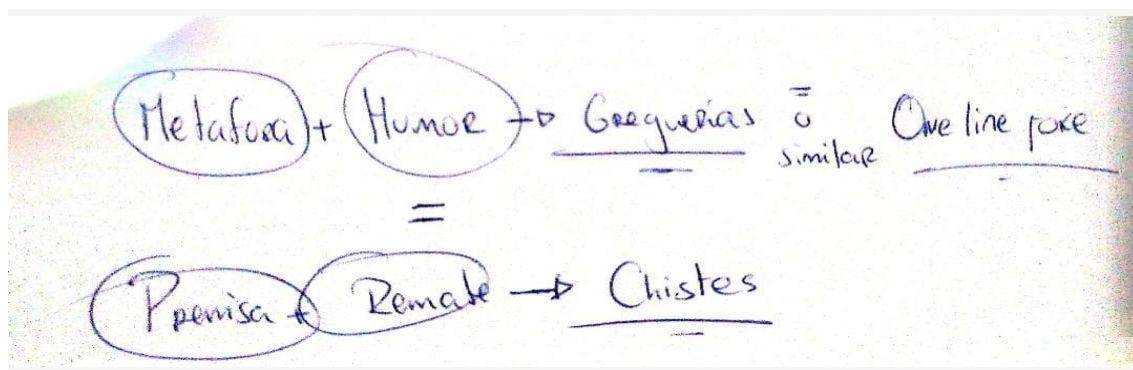 Metafora + Humor → Greguerías = ó similar One line joke
=
Premisa + Remate → Chistes